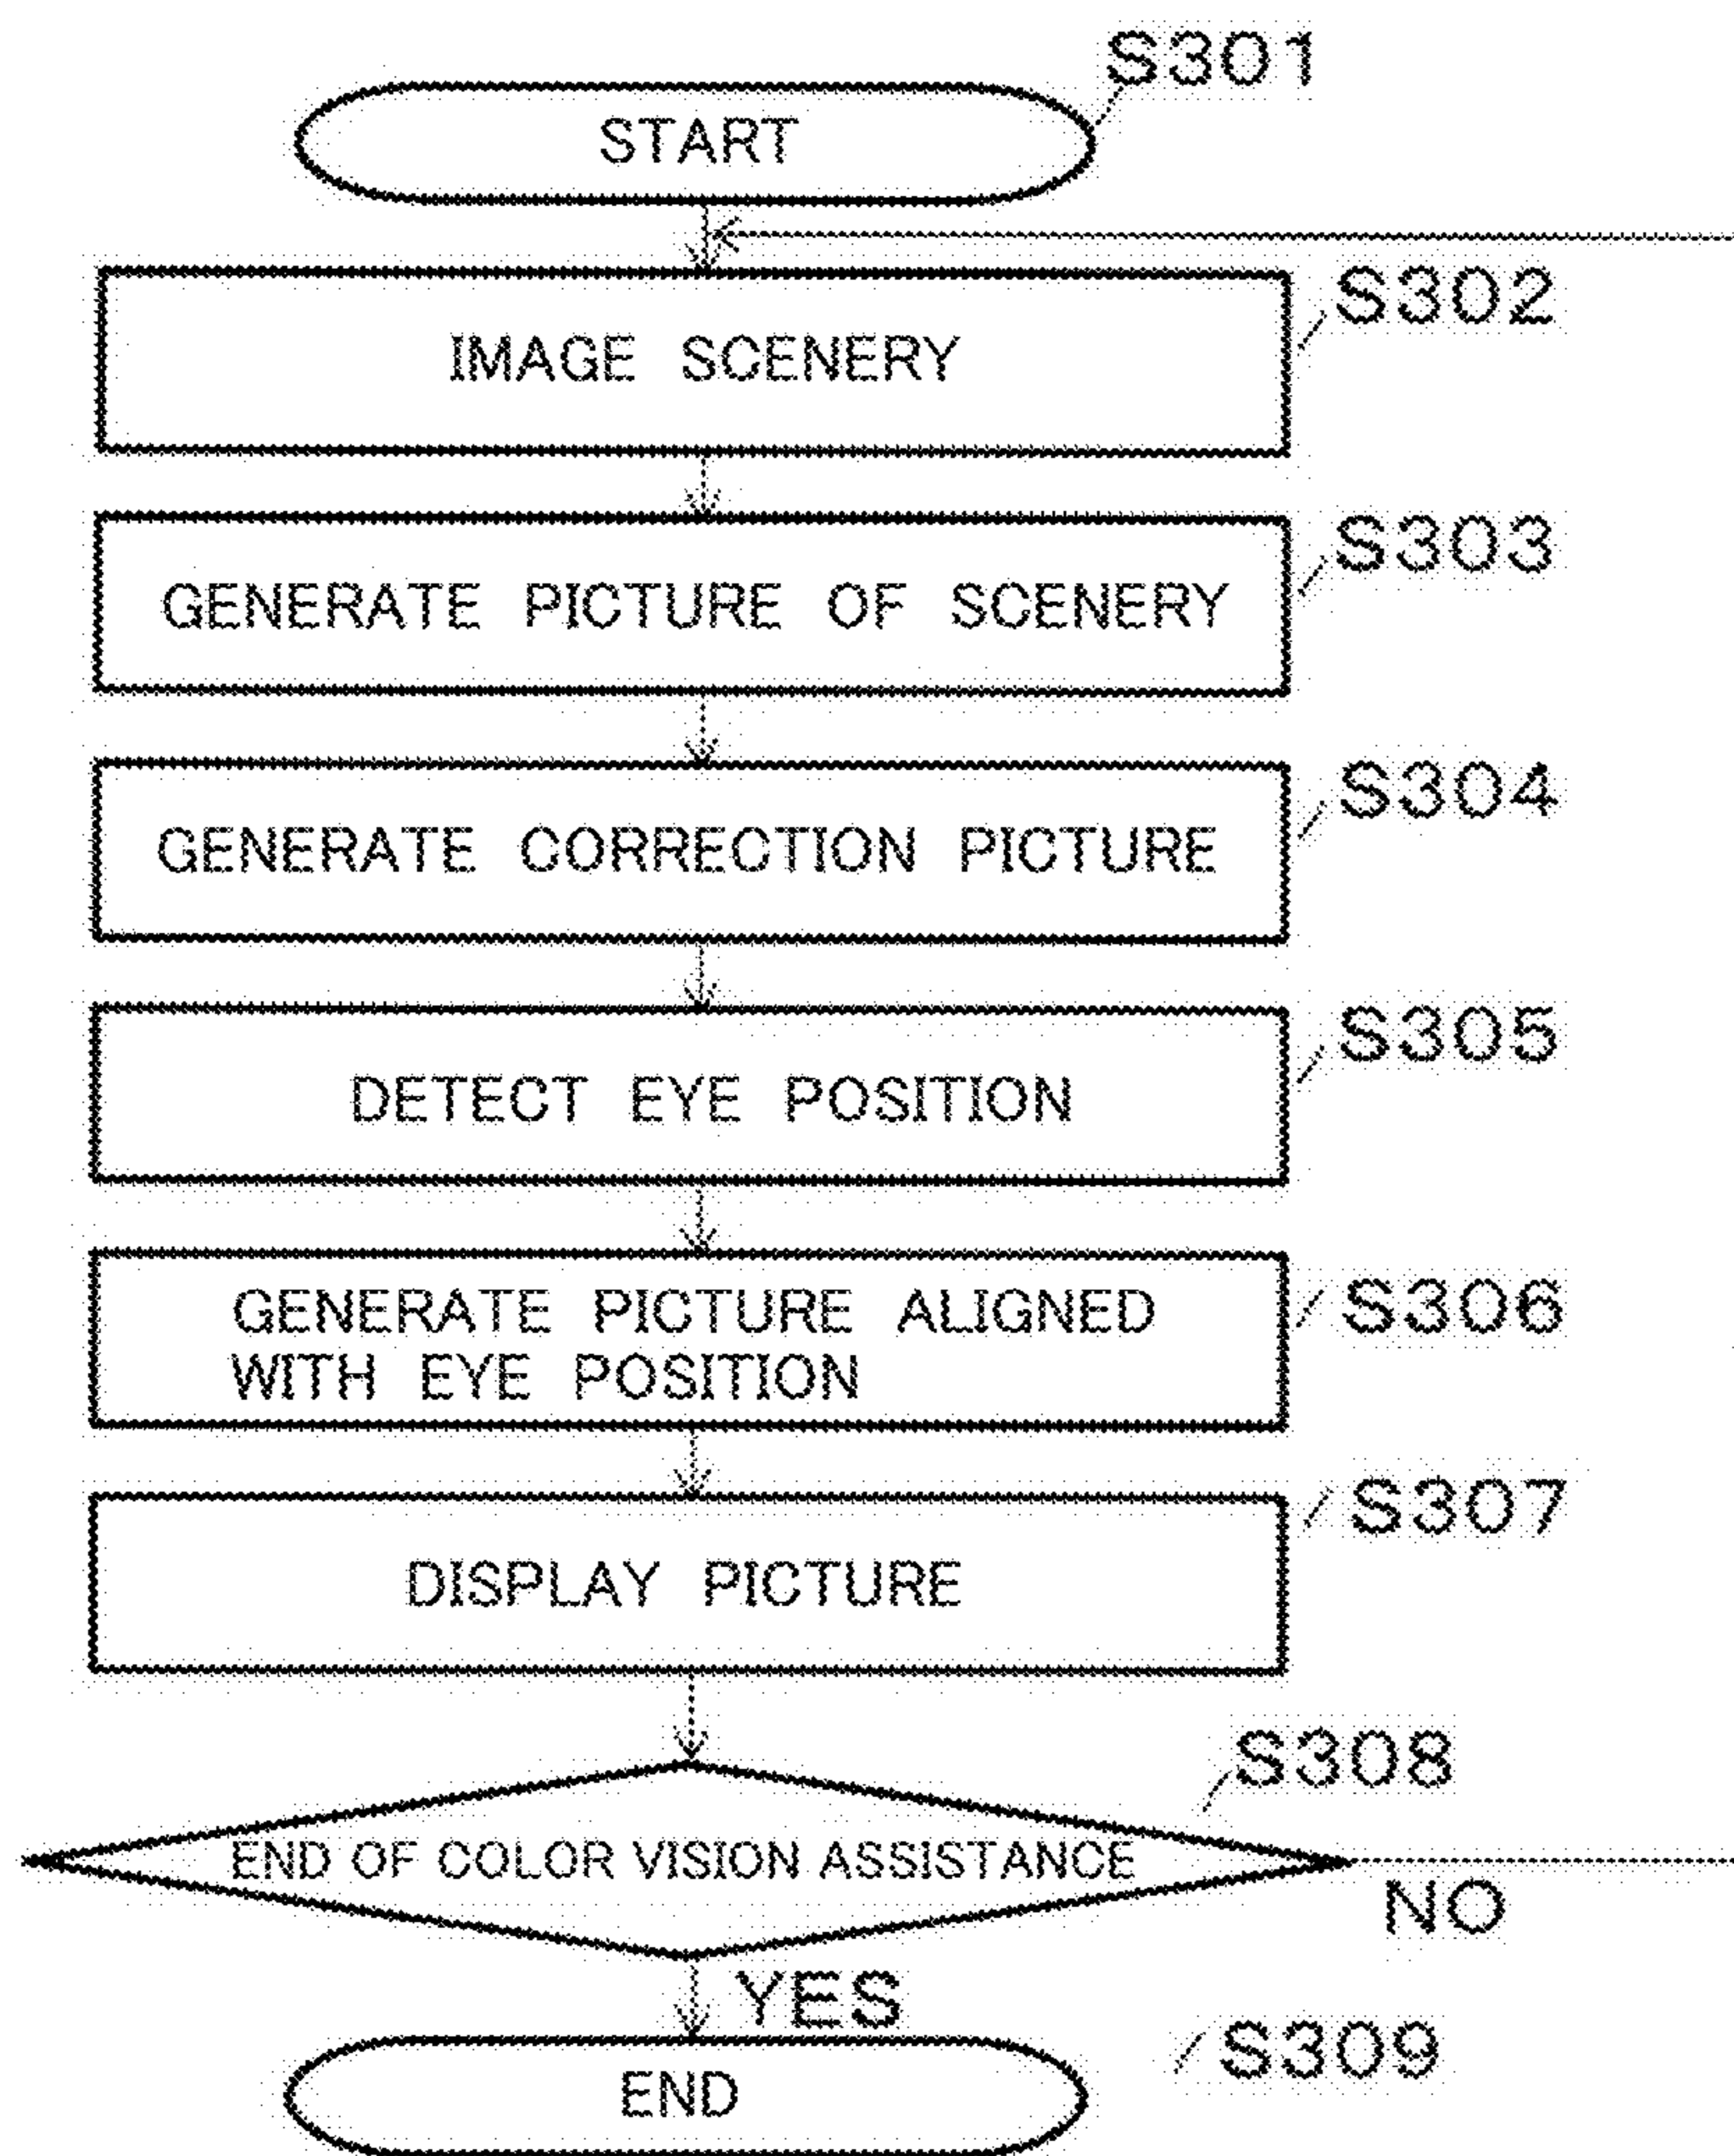 S301
START
S302
IMAGE SCENERY
S303
GENERATE PICTURE OF SCENERY
S304
GENERATE CORRECTION PICTURE
S305
DETECT EYE POSITION
S306
GENERATE PICTURE ALIGNED
WITH EYE POSITION
S307
DISPLAY PICTURE
S308
END OF COLOR VISION ASSISTANCE
NO
YES
S309
END